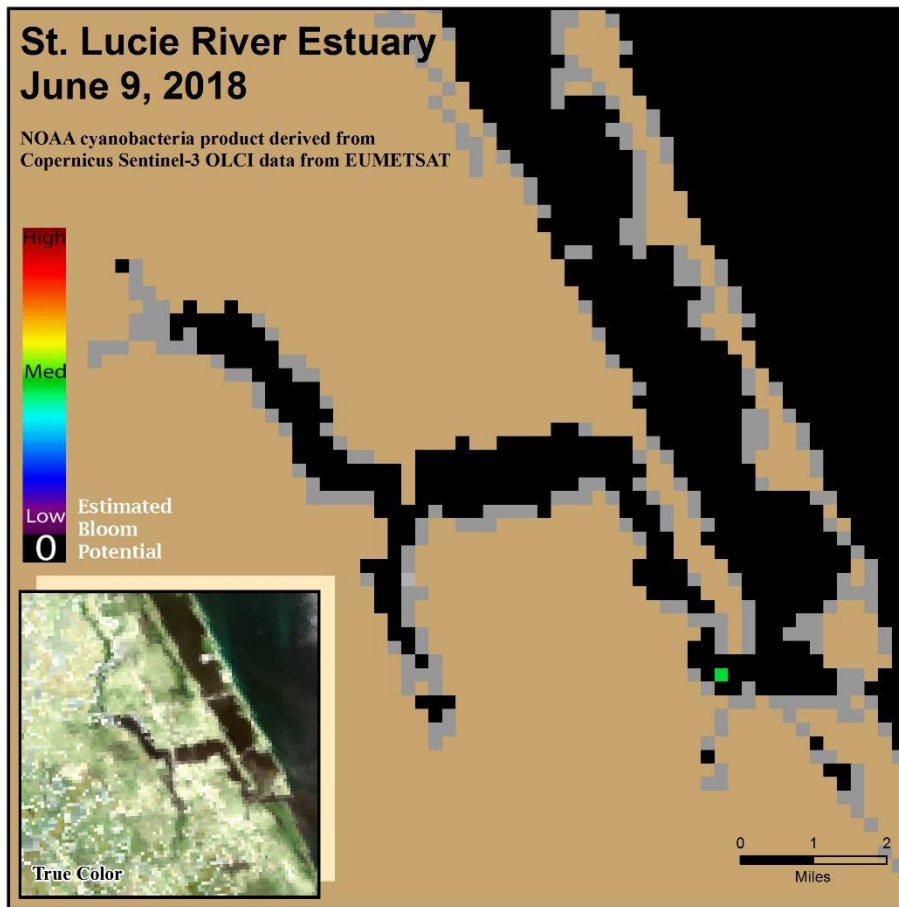 St. Lucie River Estuary
June 9, 2018
NOAA cyanobacteria product derived from
Copernicus Sentinel-3 OLCI data from EUMETSAT
High
Med
Low
0
Estimated
Bloom
Potential
True Color
0 1 2
Miles